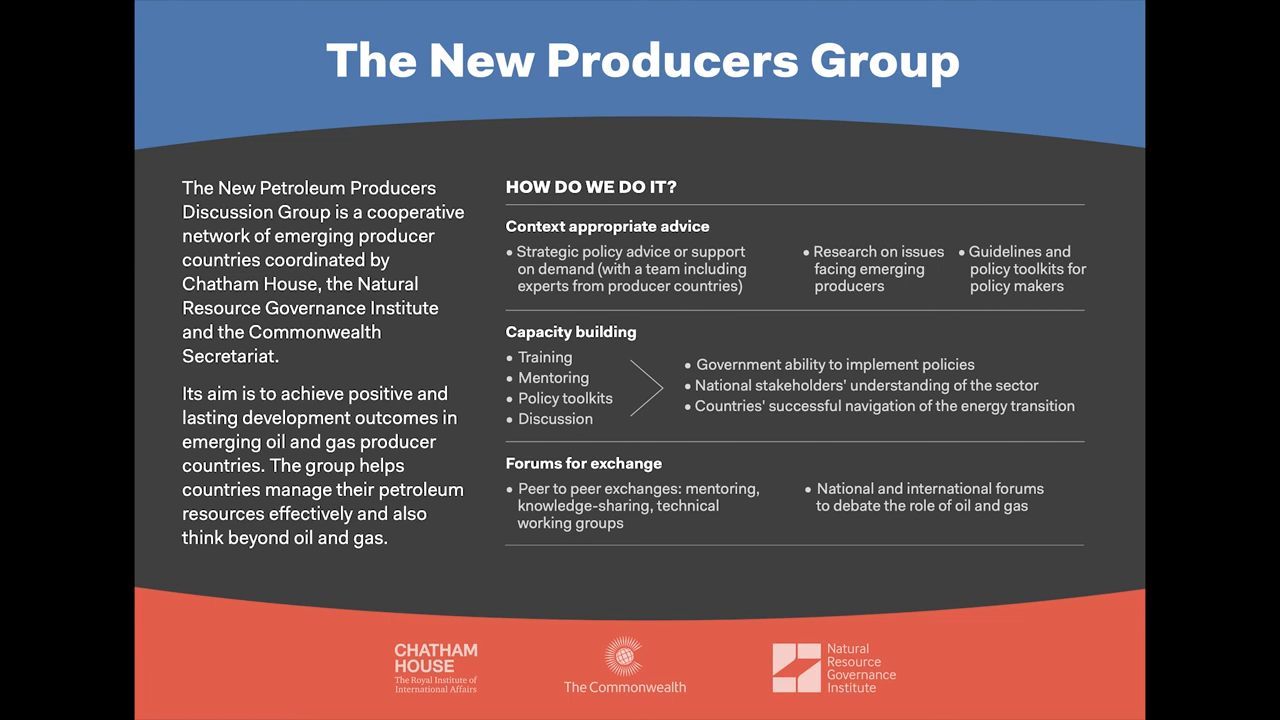 The New Producers Group
The New Petroleum Producers
Discussion Group is a cooperative
network of emerging producer
countries coordinated by
Chatham House, the Natural
Resource Governance Institute
and the Commonwealth
Secretariat.
Its aim is to achieve positive and
lasting development outcomes in
emerging oil and gas producer
countries. The group helps
countries manage their petroleum
resources effectively and also
think beyond oil and gas.
HOW DO WE DO IT?
Context appropriate advice
• Strategic policy advice or support
on demand (with a team including
experts from producer countries)
• Research on issues
facing emerging
producers
• Guidelines and
policy toolkits for
policy makers
Capacity building
• Training
• Mentoring
• Policy toolkits
• Discussion
• Government ability to implement policies
• National stakeholders' understanding of the sector
• Countries' successful navigation of the energy transition
Forums for exchange
• Peer to peer exchanges: mentoring,
knowledge-sharing, technical
working groups
• National and international forums
to debate the role of oil and gas
CHATHAM
HOUSE
The Royal Institute of
International Affairs
The Commonwealth
Natural
Resource
Governance
Institute